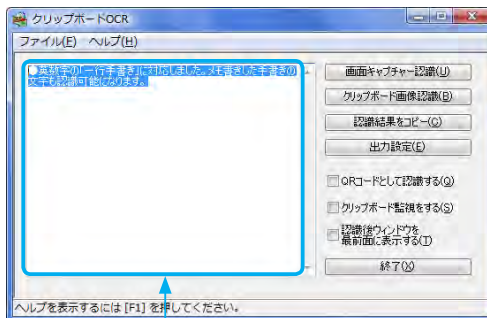 クリップボードOCR
ファイル(F) ヘルプ(H)
●英数字の「一行手書き」に対応しました。メモ書きした手書きの
文字も認識可能になります。
画面キャプチャー認識(U)
クリップボード画像認識(B)
認識結果をコピー(C)
出力設定(E)
QRコードとして認識する(Q)
クリップボード監視をする(S)
認識後ウィンドウを
最前面に表示する(T)
終了(X)
ヘルプを表示するには [F1] を押してください。